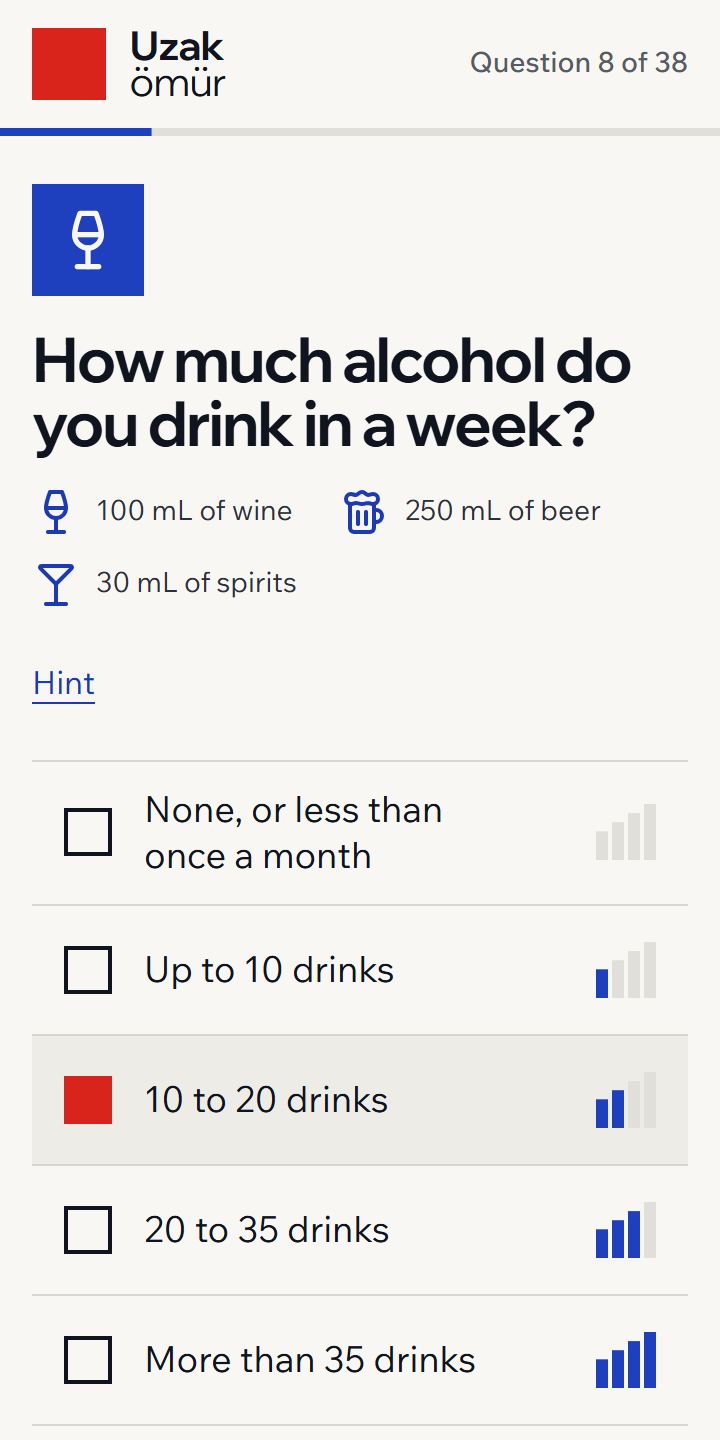 Uzak
ömür
Question 8 of 38
How much alcohol do
you drink in a week?
100 mL of wine
250 mL of beer
30 mL of spirits
Hint
None, or less than
once a month
Up to 10 drinks
10 to 20 drinks
20 to 35 drinks
More than 35 drinks